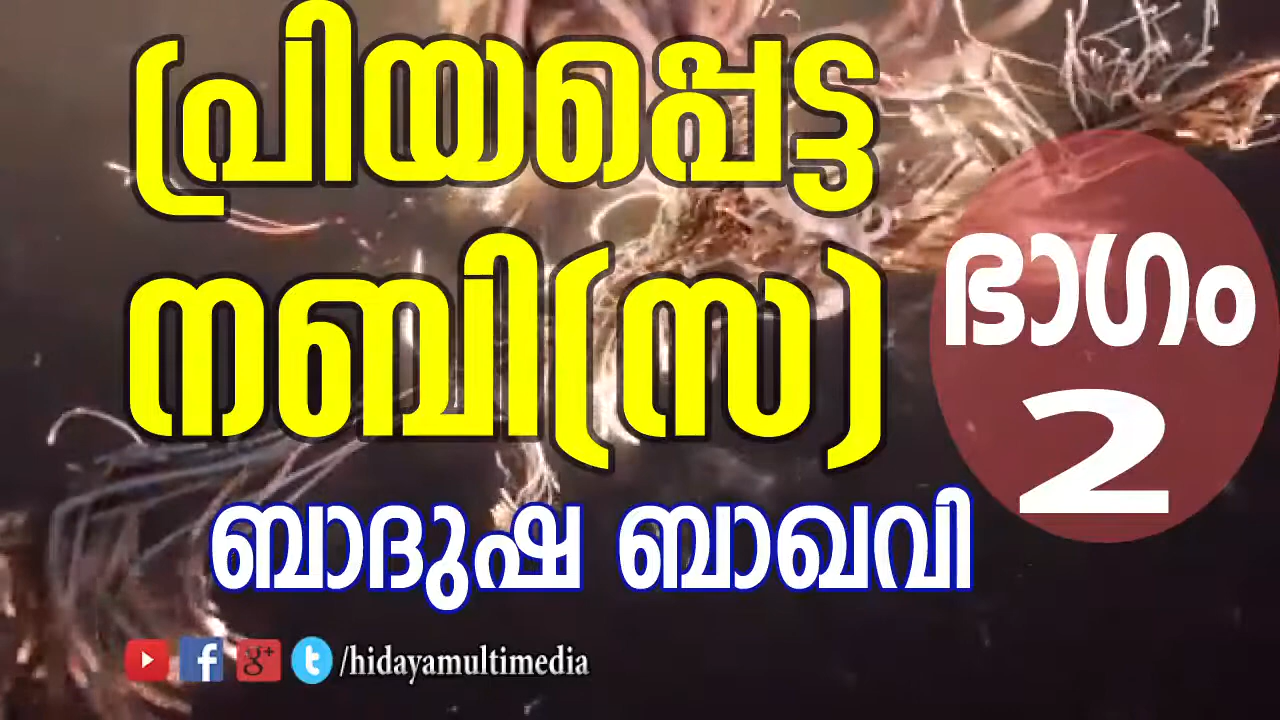 പ്രിയപ്പെട്ട
നബി(സ)
ഭാഗം
2
ബാദുഷ ബാഖവി
/hidayamultimedia